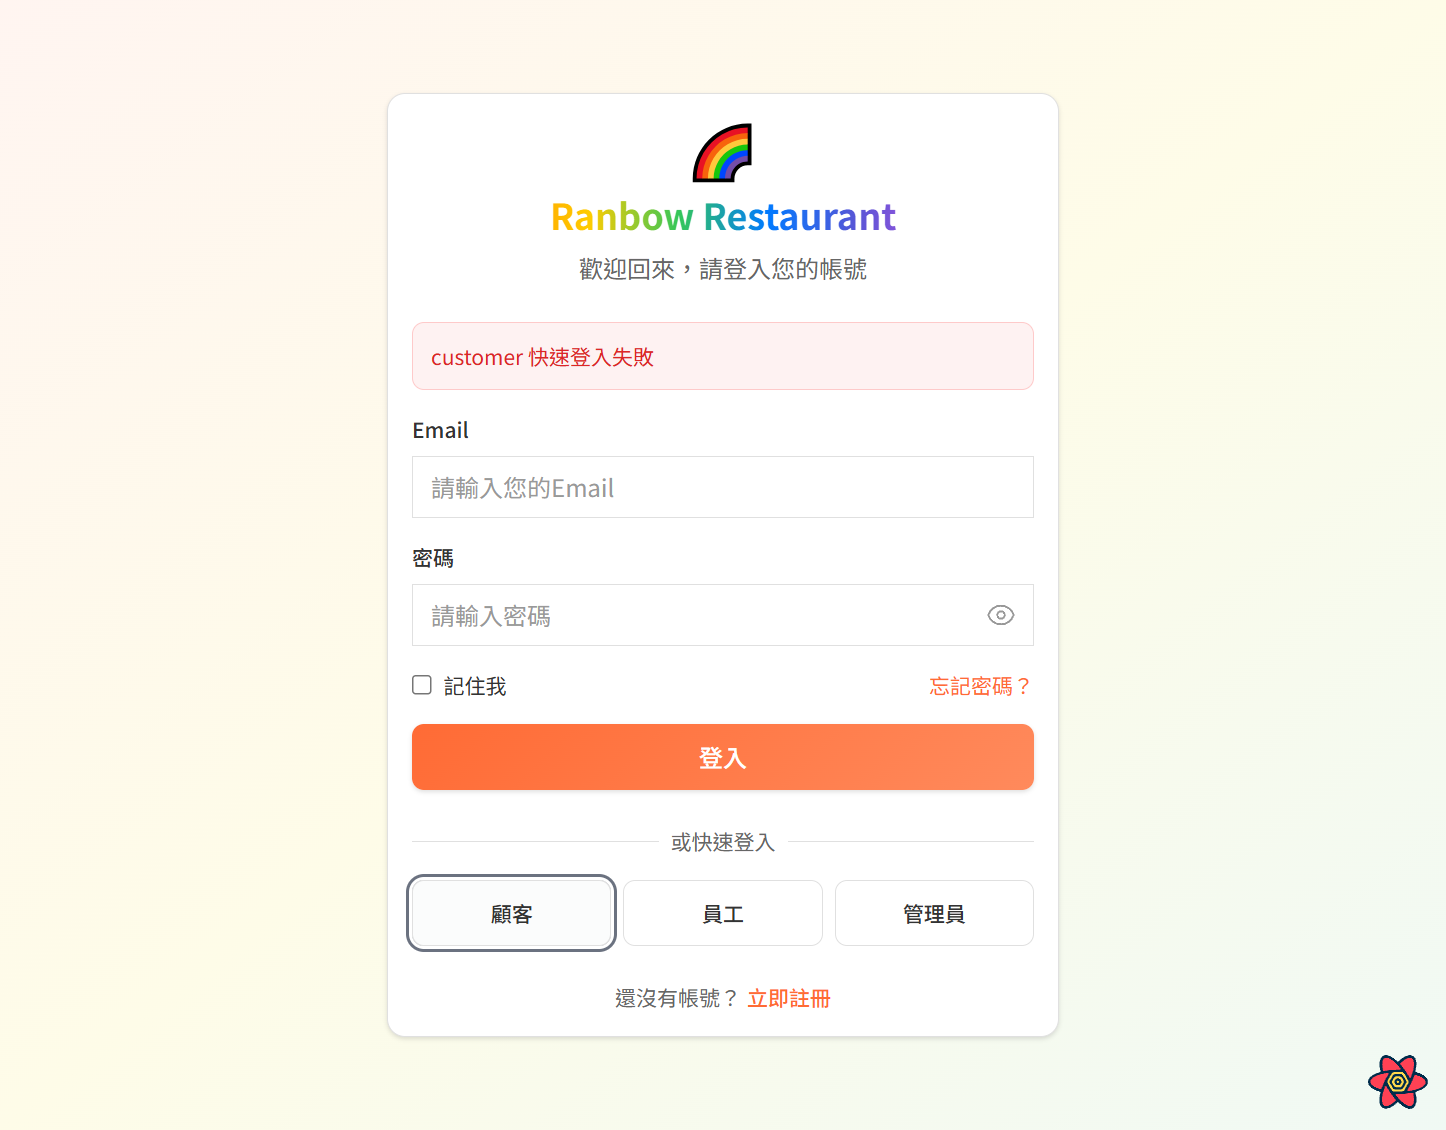 Ranbow Restaurant
歡迎回來，請登入您的帳號
customer 快速登入失敗
Email
請輸入您的Email
密碼
請輸入密碼
記住我 忘記密碼？
登入
或快速登入
顧客 員工 管理員
還沒有帳號？ 立即註冊